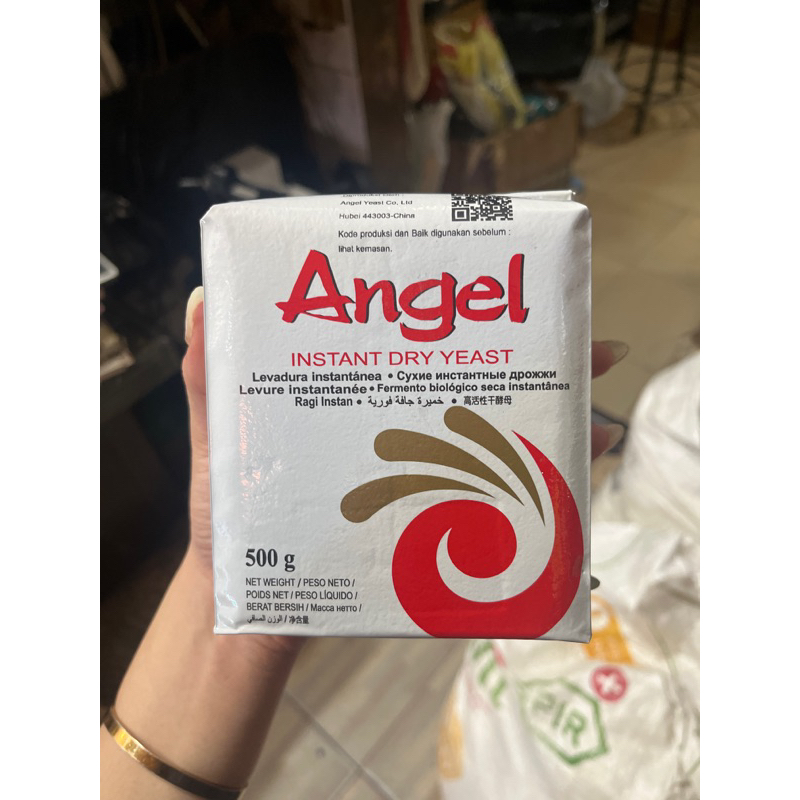 Angel Yeast Co. Ltd
Hubei 443003-China
Kode produksi dan Baik digunakan sebelum :
lihat kemasan.
Angel
INSTANT DRY YEAST
Levadura instantánea • Сухие инстантные дрожжи
Levure instantanée • Fermento biológico seca instantânea
Ragi Instan • خميرة جافة فورية • 高活性干酵母
500 g
NET WEIGHT / PESO NETO /
POIDS NET / PESO LÍQUIDO /
BERAT BERSIH / Масса нетто /
الوزن الصافي / 净含量
PIR